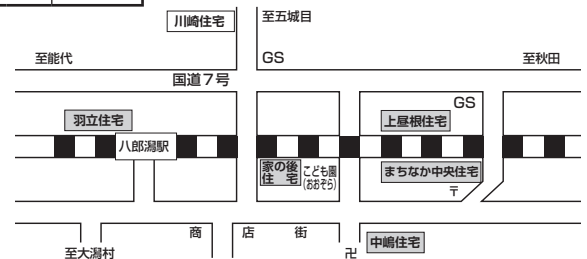 川崎住宅
至五城目
至能代
GS
至秋田
国道7号
GS
羽立住宅
上昼根住宅
八郎潟駅
家の後
住宅
こども園
(おおぞら)
まちなか中央住宅
〒
商店街
中嶋住宅
卍
至大潟村